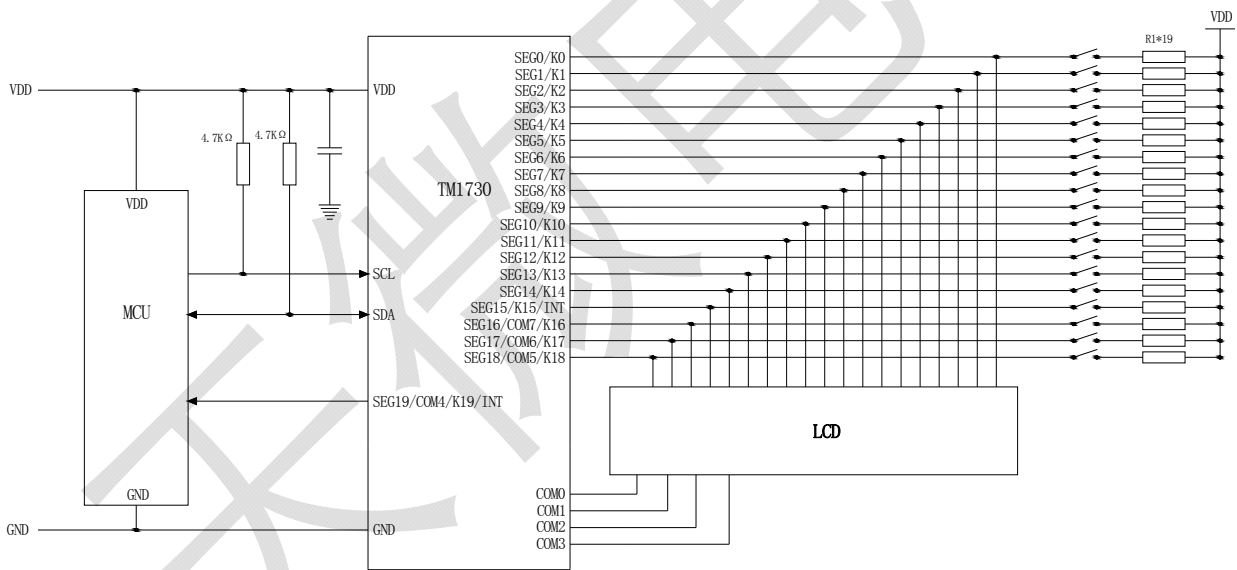 VDD
R1*19
SEG0/K0
SEG1/K1
VDD
VDD
SEG2/K2
SEG3/K3
SEG4/K4
4.7KΩ
4.7KΩ
SEG5/K5
SEG6/K6
SEG7/K7
TM1730
SEG8/K8
VDD
SEG9/K9
SEG10/K10
SEG11/K11
SEG12/K12
SCL
SEG13/K13
SEG14/K14
MCU
SDA
SEG15/K15/INT
SEG16/COM7/K16
SEG17/COM6/K17
SEG18/COM5/K18
SEG19/COM4/K19/INT
LCD
GND
COM0
COM1
GND
GND
COM2
COM3
天微电